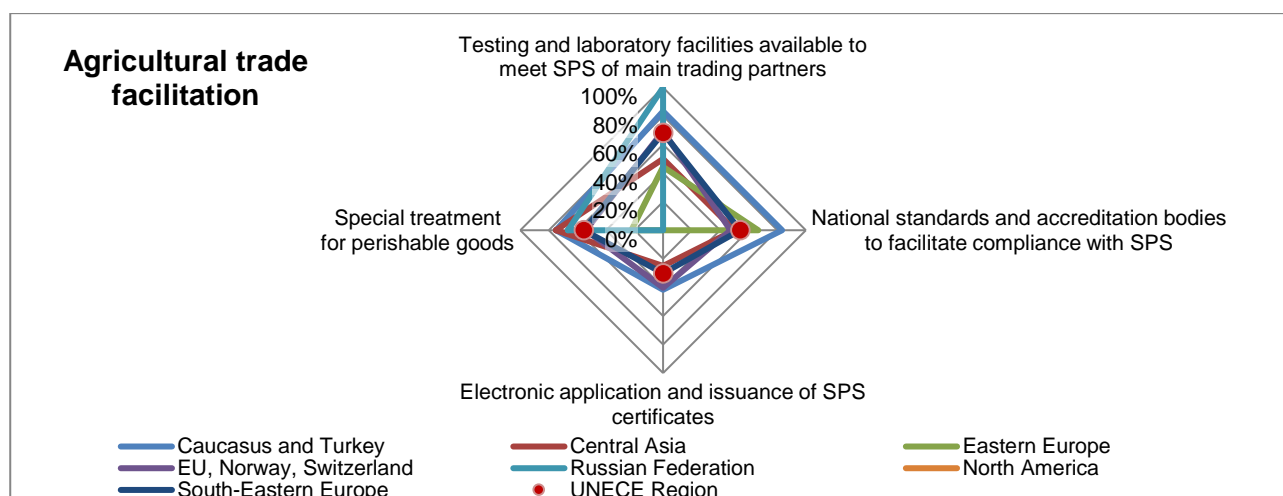 Agricultural trade
facilitation
Testing and laboratory facilities available to
meet SPS of main trading partners
100%
80%
60%
40%
20%
0%
Special treatment
for perishable goods
National standards and accreditation bodies
to facilitate compliance with SPS
Electronic application and issuance of SPS
certificates
Caucasus and Turkey
Central Asia
Eastern Europe
EU, Norway, Switzerland
Russian Federation
North America
South-Eastern Europe
UNECE Region